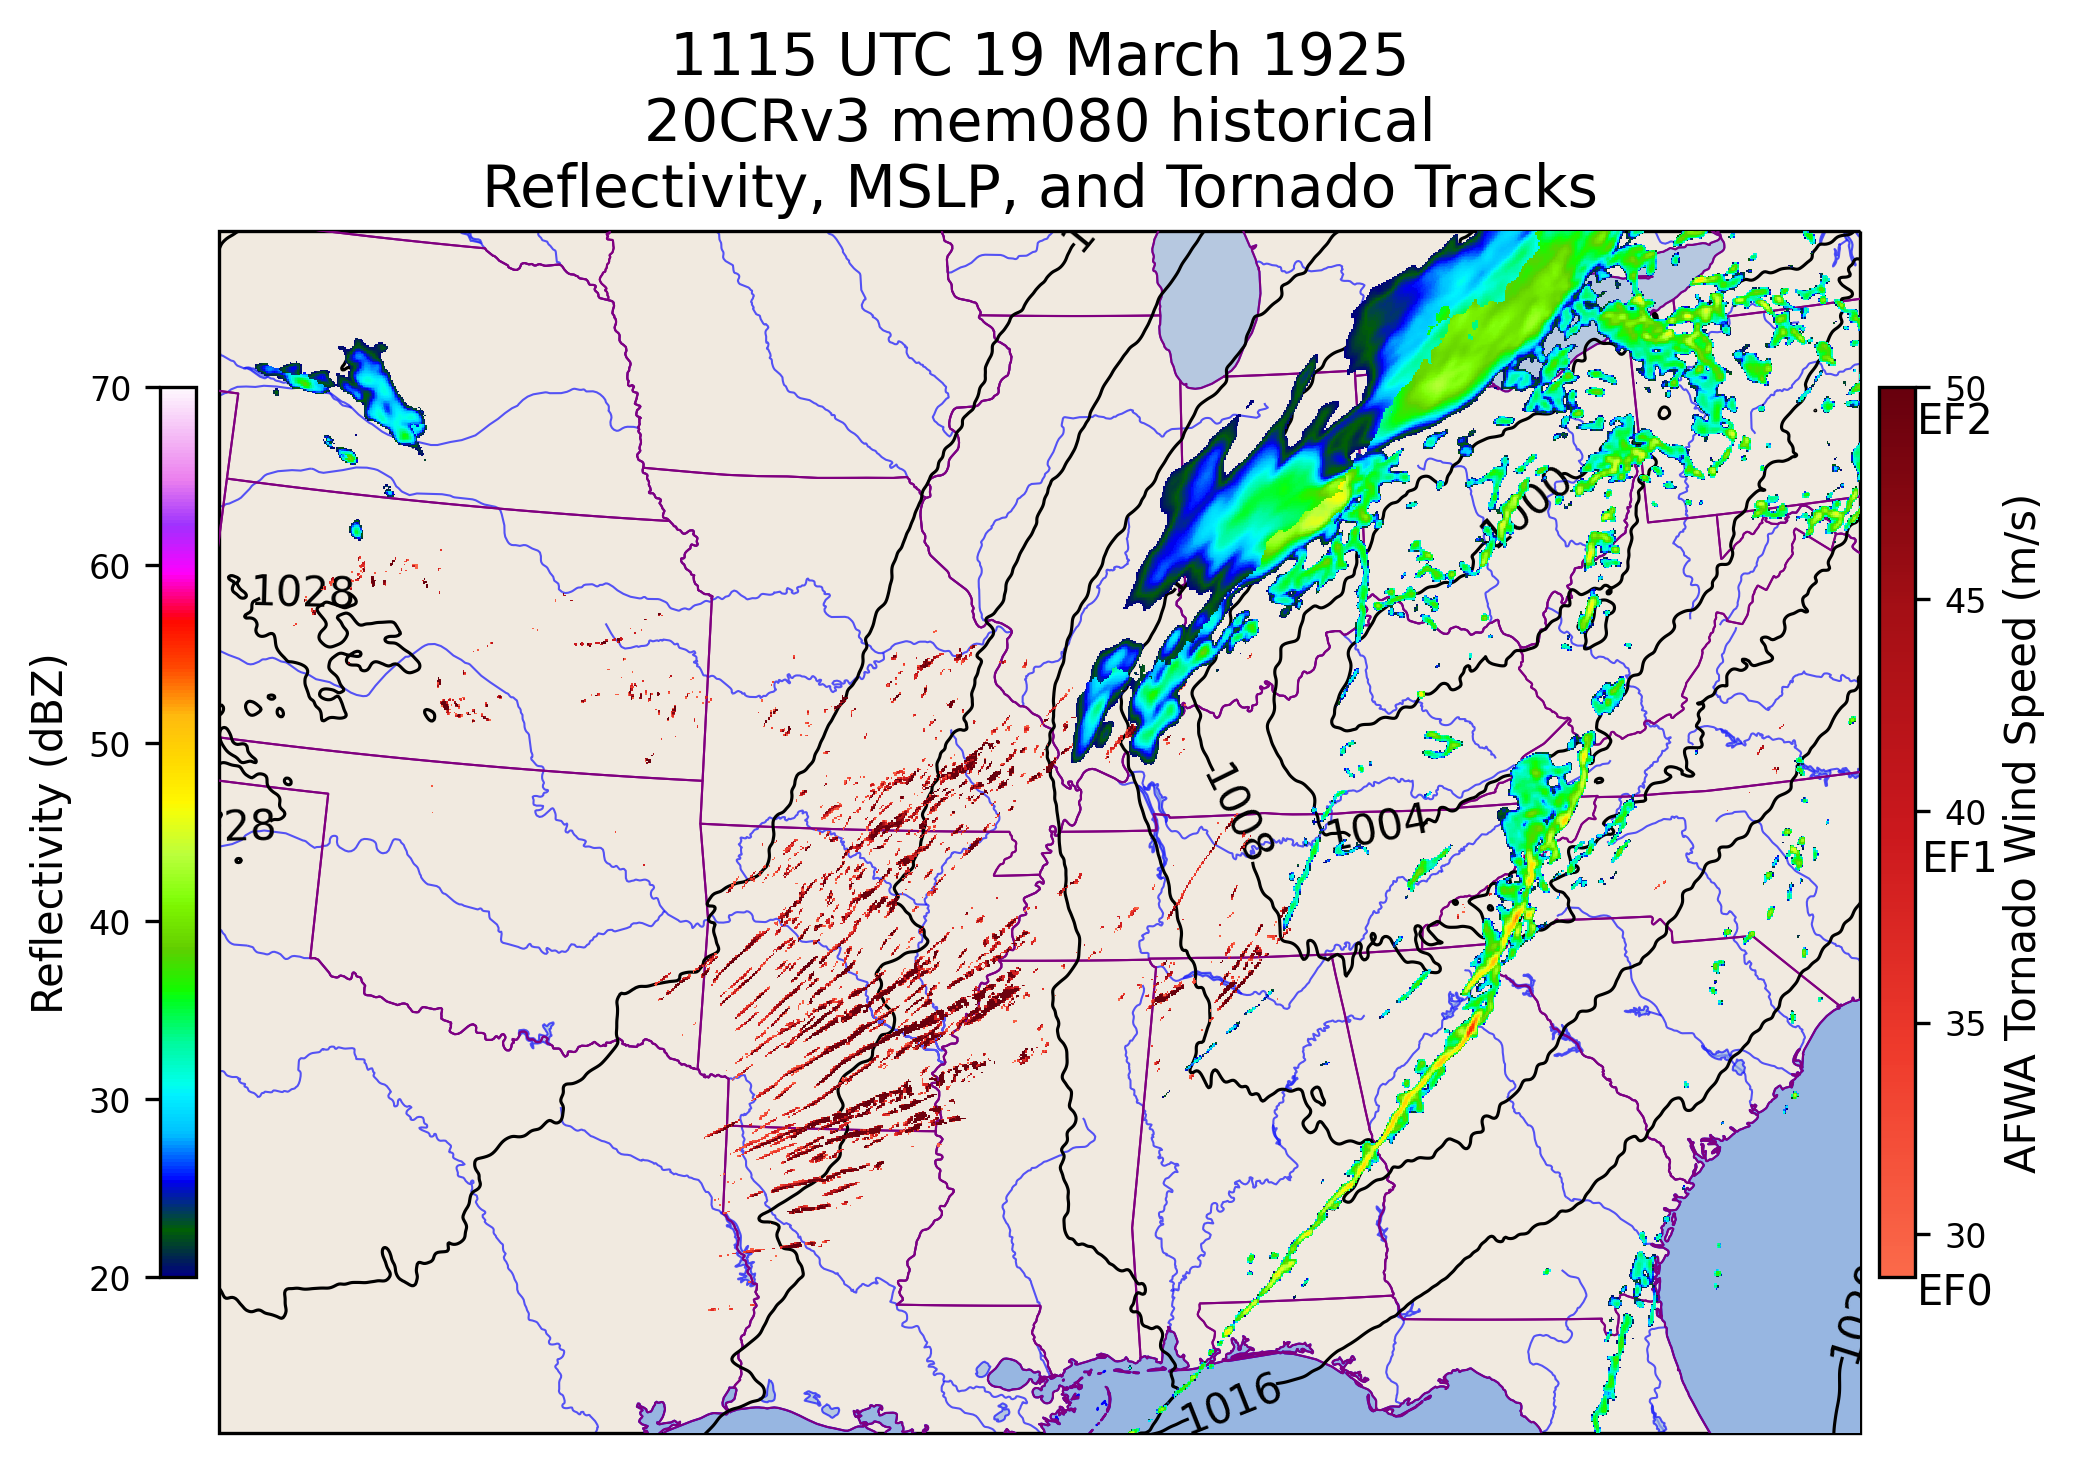 1115 UTC 19 March 1925
20CRv3 mem080 historical
Reflectivity, MSLP, and Tornado Tracks
70
60
50
40
30
20
Reflectivity (dBZ)
1028
1000
1008
1004
1016
50
EF2
45
40
EF1
35
30
EF0
AFWA Tornado Wind Speed (m/s)